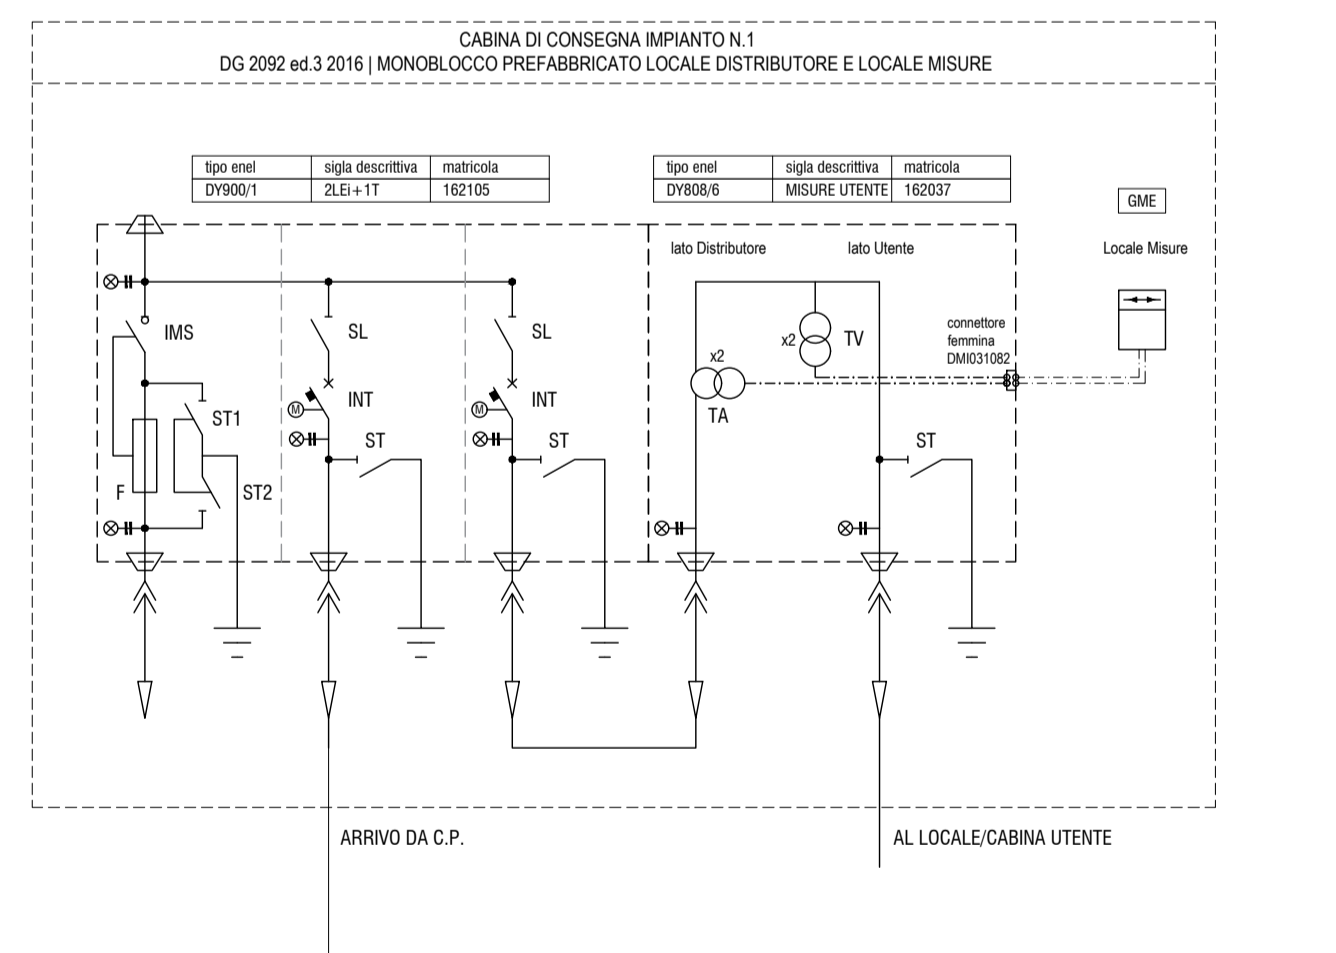 CABINA DI CONSEGNA IMPIANTO N.1
DG 2092 ed.3 2016 | MONOBLOCCO PREFABBRICATO LOCALE DISTRIBUTORE E LOCALE MISURE
tipo enel sigla descrittiva matricola
DY900/1 2LEi+1T 162105
tipo enel sigla descrittiva matricola
DY808/6 MISURE UTENTE 162037
GME
lato Distributore lato Utente Locale Misure
IMS SL SL
x2 TV
connettore
femmina
DMI031082
x2
TA
ST1
M INT
M INT
ST ST ST
F ST2
ARRIVO DA C.P. AL LOCALE/CABINA UTENTE